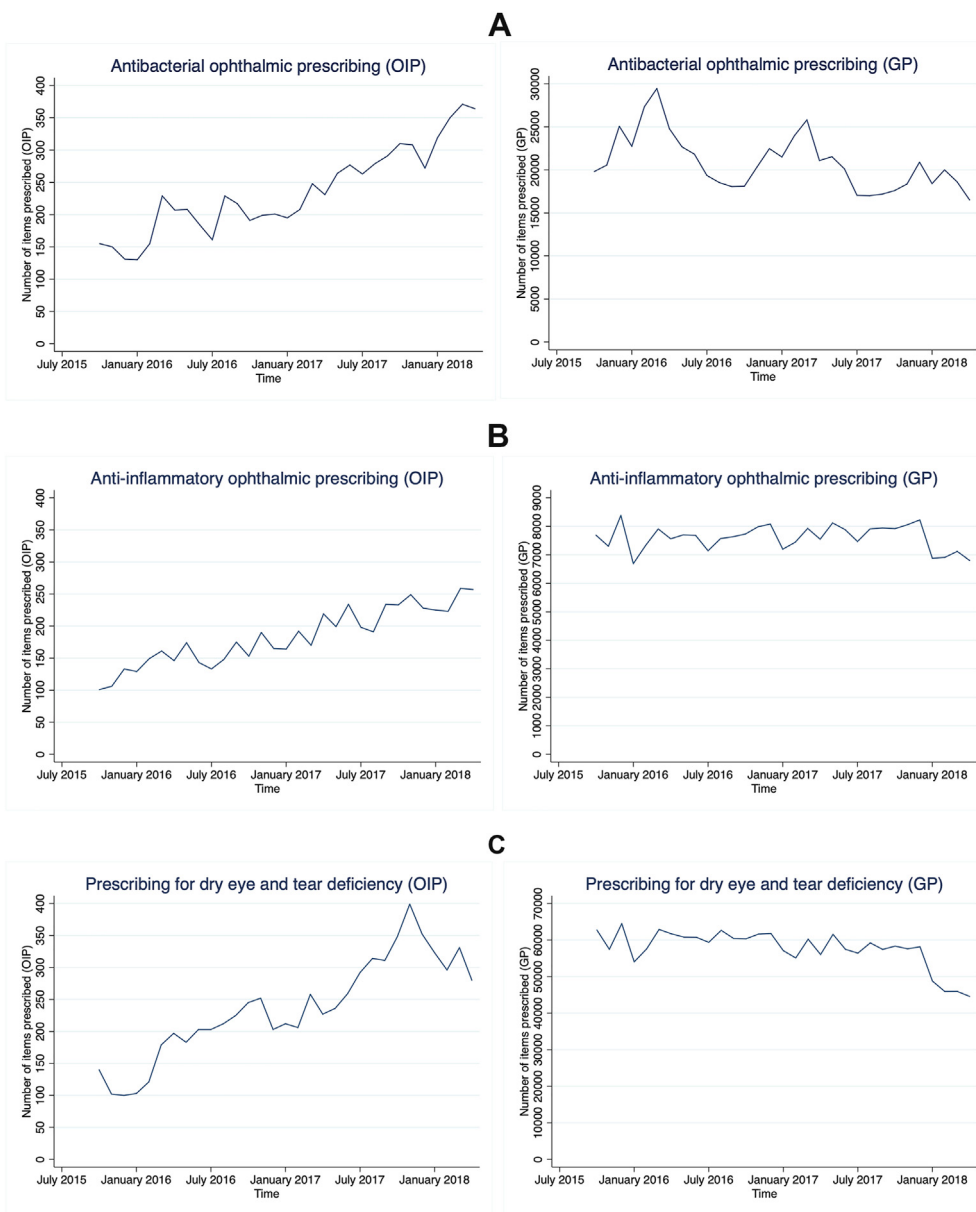 A
Antibacterial ophthalmic prescribing (OIP)
Number of items prescribed (OIP)
400
350
300
250
200
150
100
50
0
July 2015 January 2016 July 2016 January 2017 July 2017 January 2018
Time
Antibacterial ophthalmic prescribing (GP)
Number of items prescribed (GP)
30000
25000
20000
15000
10000
5000
0
July 2015 January 2016 July 2016 January 2017 July 2017 January 2018
Time
B
Anti-inflammatory ophthalmic prescribing (OIP)
Number of items prescribed (OIP)
400
350
300
250
200
150
100
50
0
July 2015 January 2016 July 2016 January 2017 July 2017 January 2018
Time
Anti-inflammatory ophthalmic prescribing (GP)
Number of items prescribed (GP)
9000
8000
7000
6000
5000
4000
3000
2000
1000
0
July 2015 January 2016 July 2016 January 2017 July 2017 January 2018
Time
C
Prescribing for dry eye and tear deficiency (OIP)
Number of items prescribed (OIP)
400
350
300
250
200
150
100
50
0
July 2015 January 2016 July 2016 January 2017 July 2017 January 2018
Time
Prescribing for dry eye and tear deficiency (GP)
Number of items prescribed (GP)
70000
60000
50000
40000
30000
20000
10000
0
July 2015 January 2016 July 2016 January 2017 July 2017 January 2018
Time